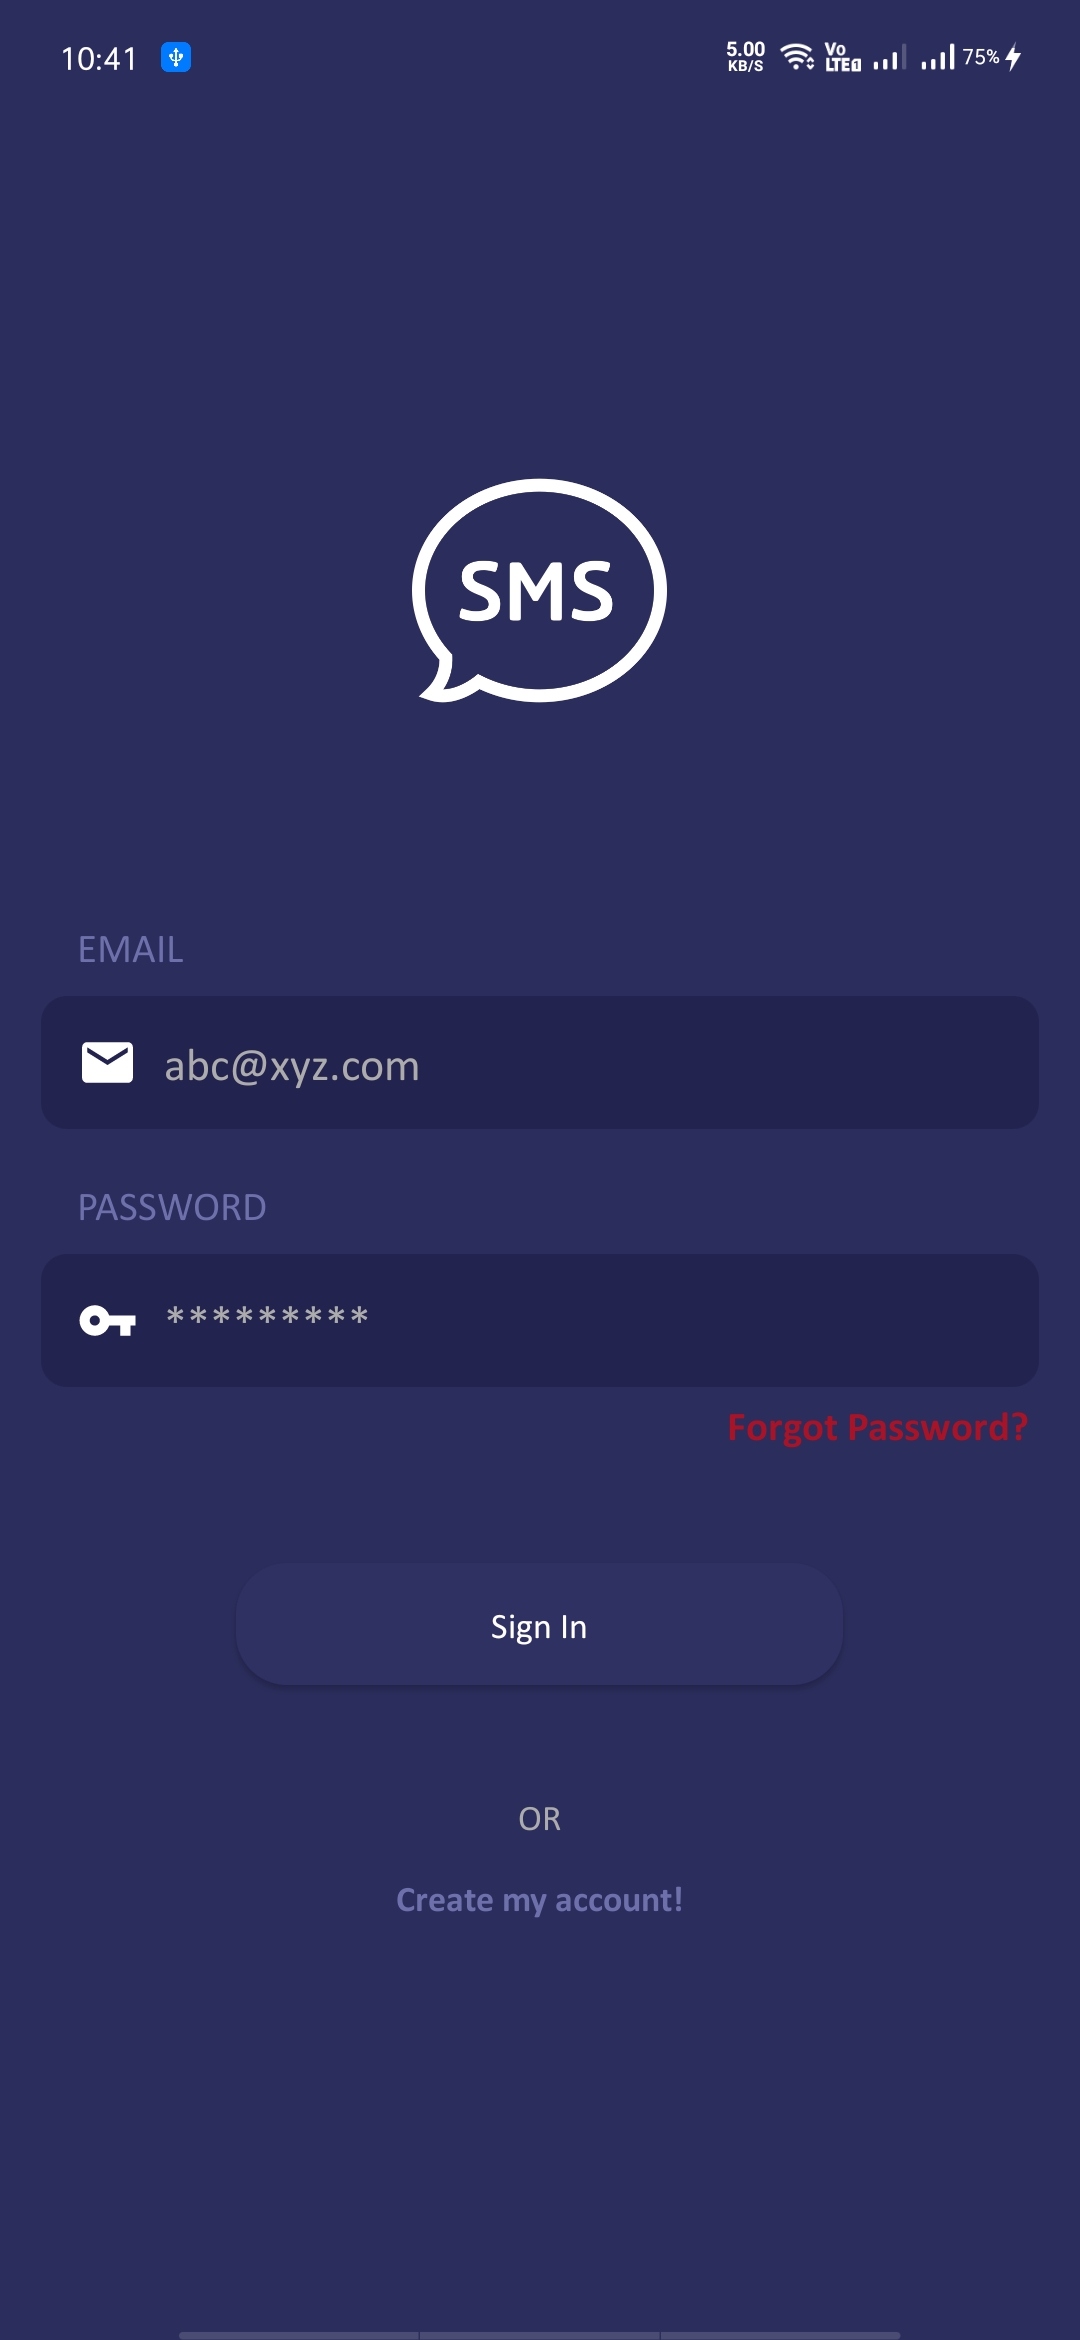 10:41 5.00 KB/S Vo LTE1 75%
SMS
EMAIL
abc@xyz.com
PASSWORD
*********
Forgot Password?
Sign In
OR
Create my account!